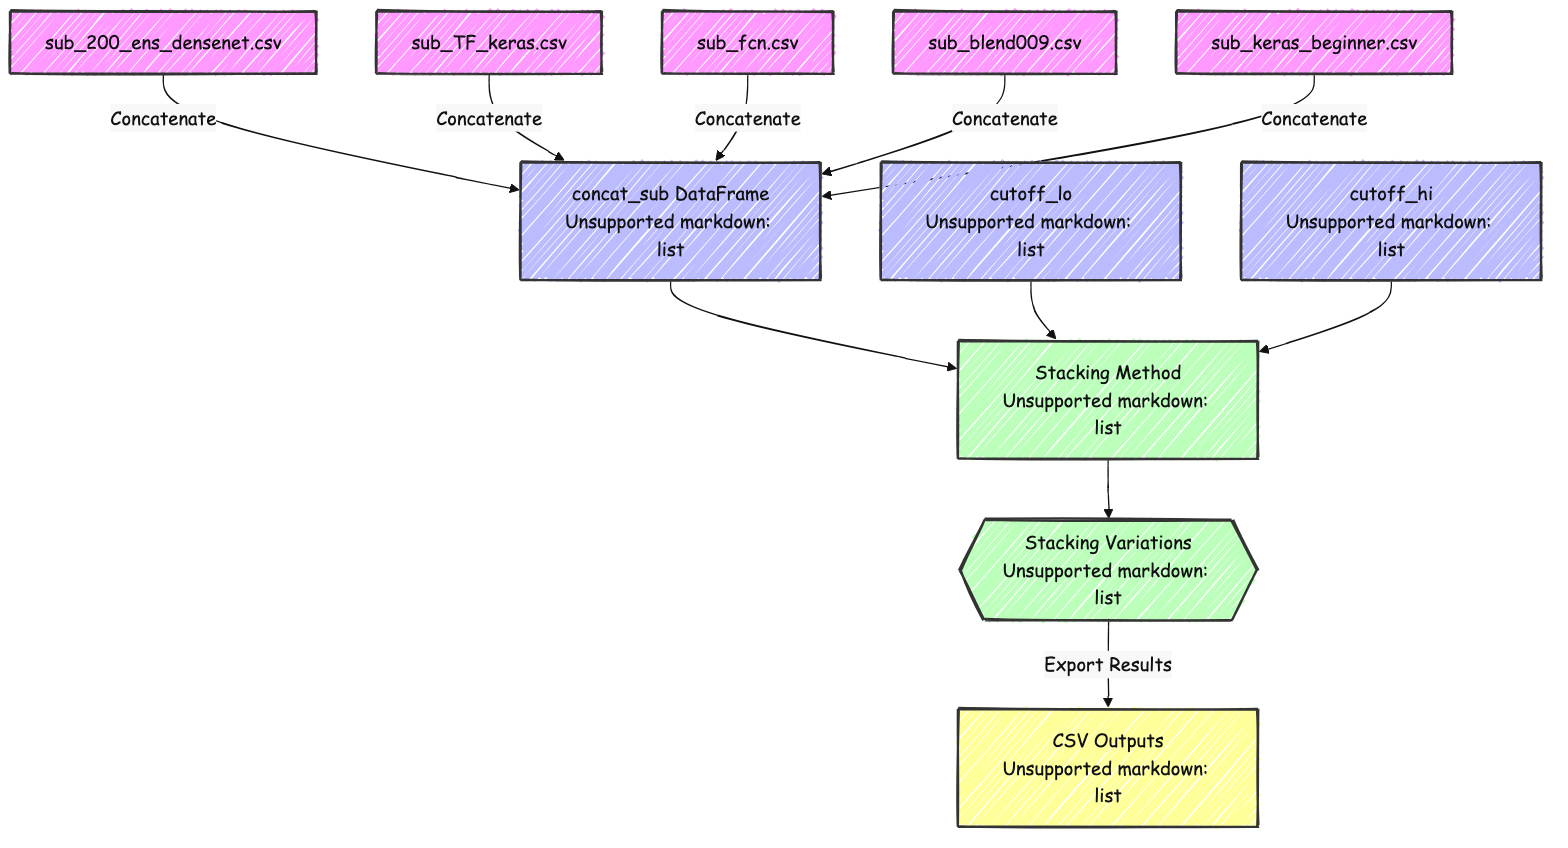 sub_200_ens_densenet.csv
sub_TF_keras.csv
sub_fcn.csv
sub_blend009.csv
sub_keras_beginner.csv
Concatenate
Concatenate
Concatenate
Concatenate
Concatenate
concat_sub DataFrame
Unsupported markdown:
list
cutoff_lo
Unsupported markdown:
list
cutoff_hi
Unsupported markdown:
list
Stacking Method
Unsupported markdown:
list
Stacking Variations
Unsupported markdown:
list
Export Results
CSV Outputs
Unsupported markdown:
list